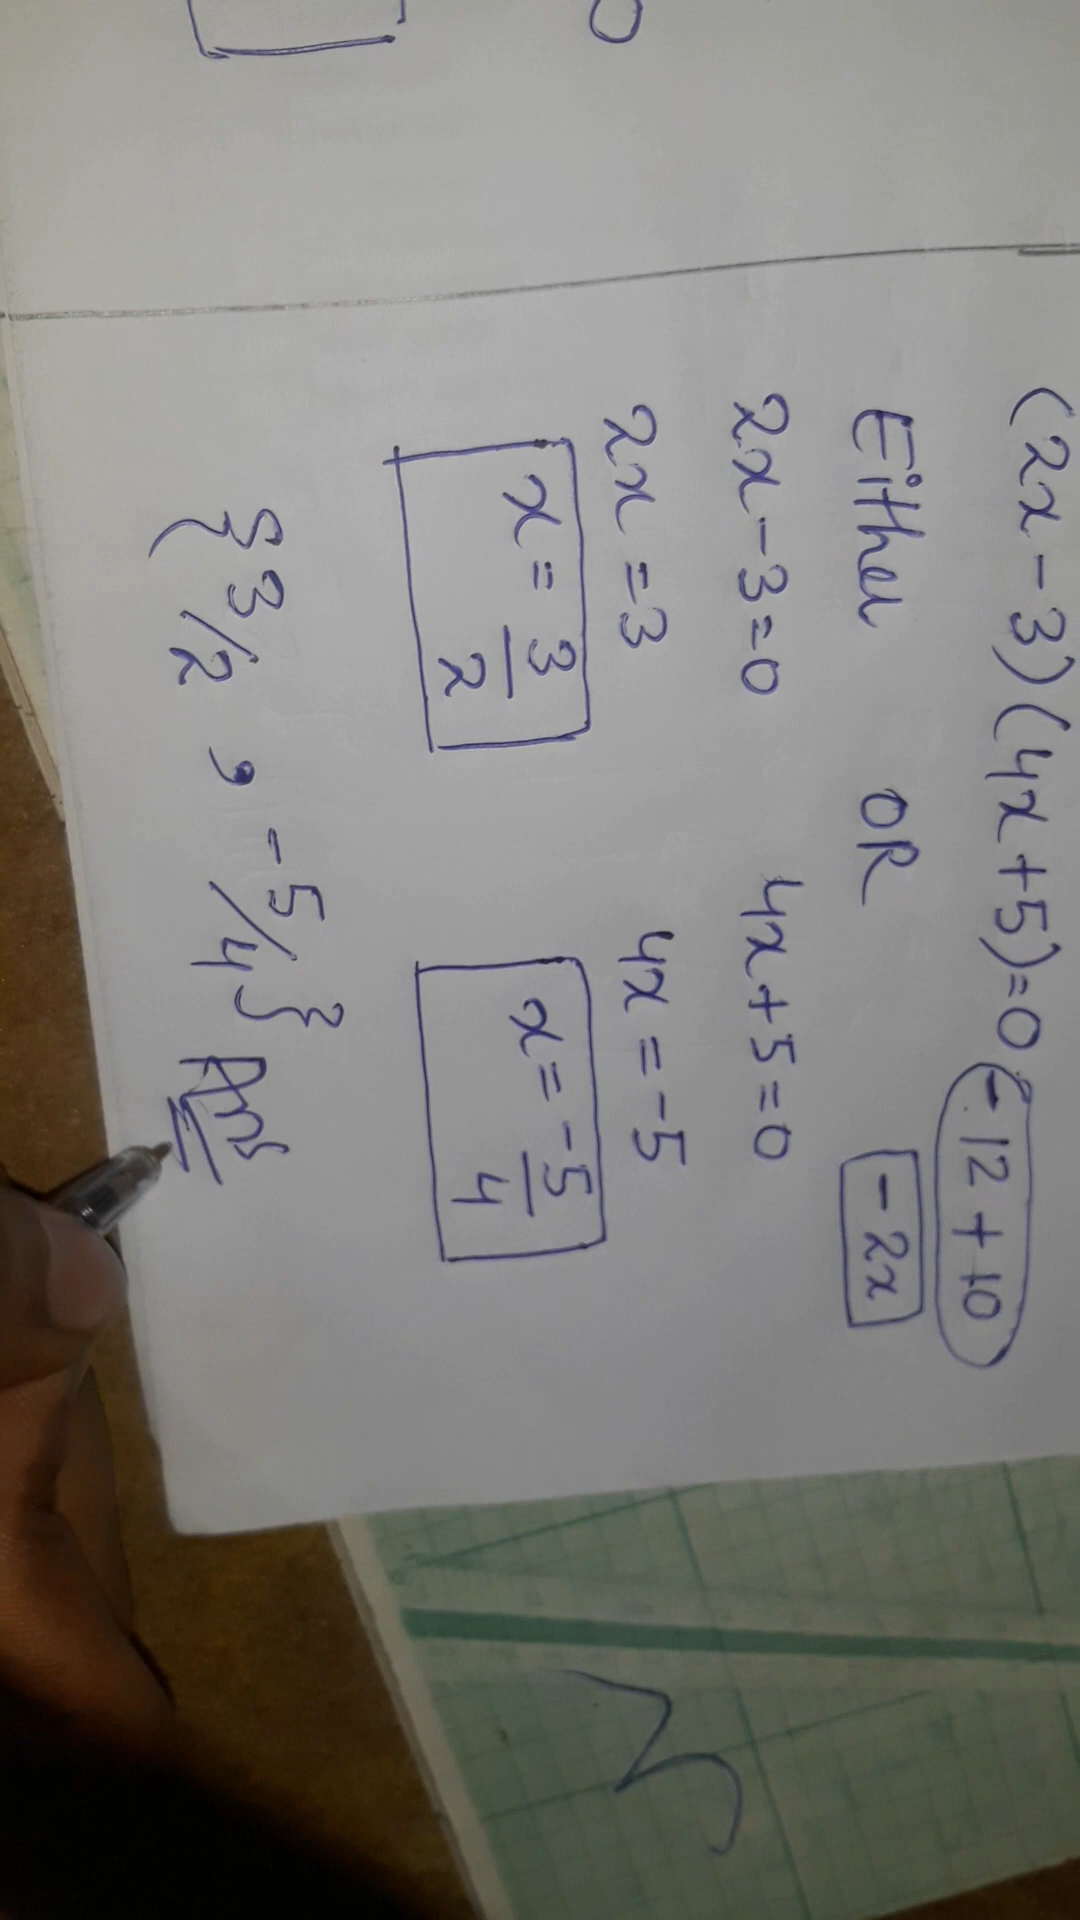 (2x-3)(4x+5)=0 -12+10
Either OR -2x
2x-3=0 4x+5=0
2x=3 4x=-5
x=3/2 x=-5/4
{3/2, -5/4} Ans